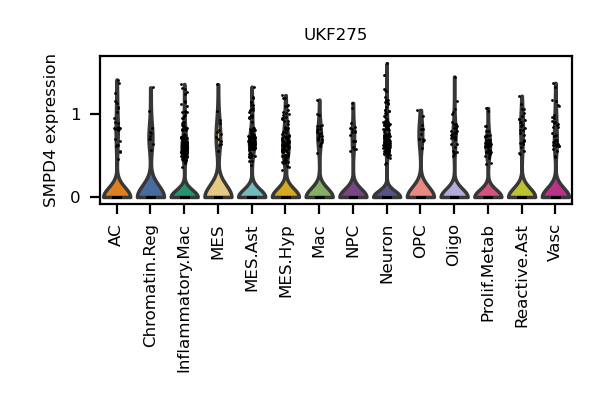 UKF275
SMPD4 expression
1
0
AC
Chromatin.Reg
Inflammatory.Mac
MES
MES.Ast
MES.Hyp
Mac
NPC
Neuron
OPC
Oligo
Prolif.Metab
Reactive.Ast
Vasc